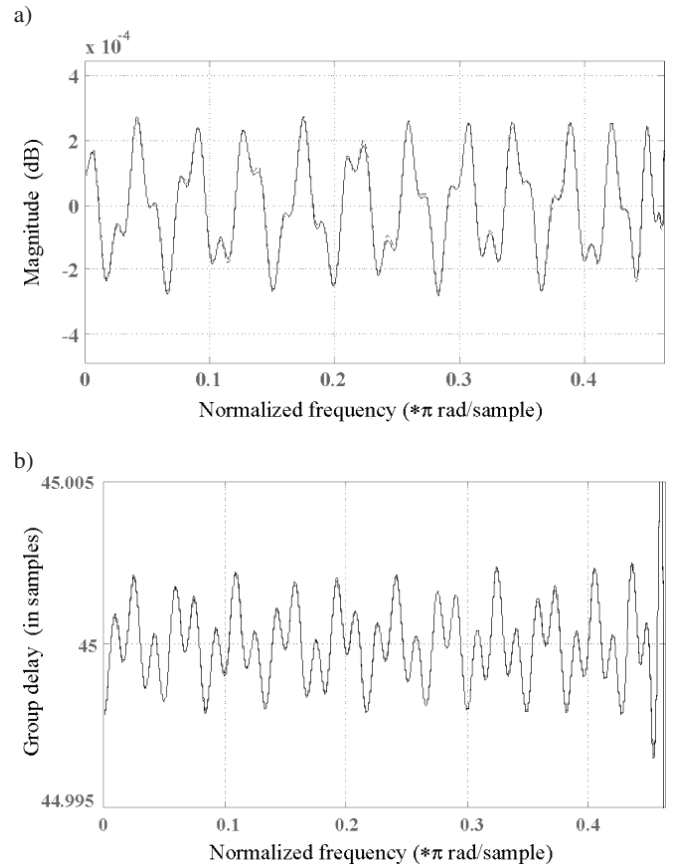 a)
x 10⁻⁴
4
2
0
-2
-4
Magnitude (dB)
0 0.1 0.2 0.3 0.4
Normalized frequency (*π rad/sample)
b)
45.005
45
44.995
Group delay (in samples)
0 0.1 0.2 0.3 0.4
Normalized frequency (*π rad/sample)